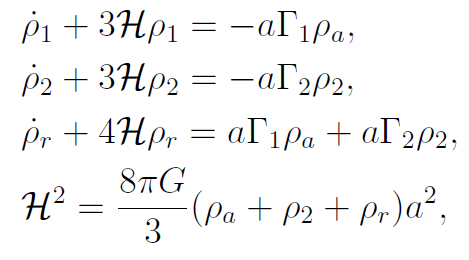 ρ̇₁ + 3ℋρ₁ = −aΓ₁ρₐ,
ρ̇₂ + 3ℋρ₂ = −aΓ₂ρ₂,
ρ̇ᵣ + 4ℋρᵣ = aΓ₁ρₐ + aΓ₂ρ₂,
ℋ² = 8πG/3 (ρₐ + ρ₂ + ρᵣ)a²,